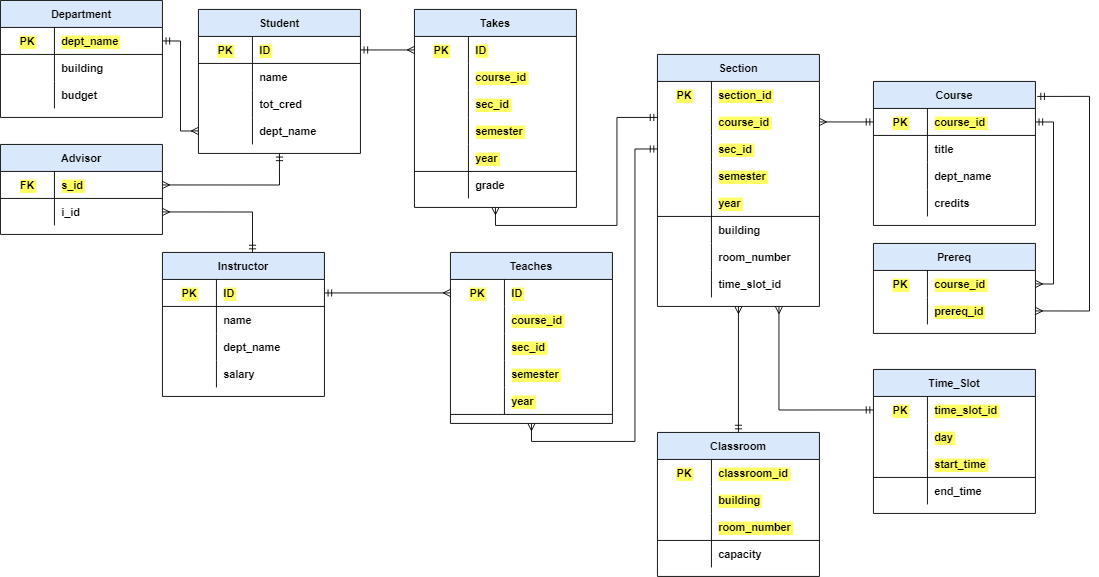 Department
PK dept_name
building
budget
Student
PK ID
name
tot_cred
dept_name
Takes
PK ID
course_id
sec_id
semester
year
grade
Section
PK section_id
course_id
sec_id
semester
year
building
room_number
time_slot_id
Course
PK course_id
title
dept_name
credits
Advisor
FK s_id
i_id
Instructor
PK ID
name
dept_name
salary
Teaches
PK ID
course_id
sec_id
semester
year
Prereq
PK course_id
prereq_id
Classroom
PK classroom_id
building
room_number
capacity
Time_Slot
PK time_slot_id
day
start_time
end_time